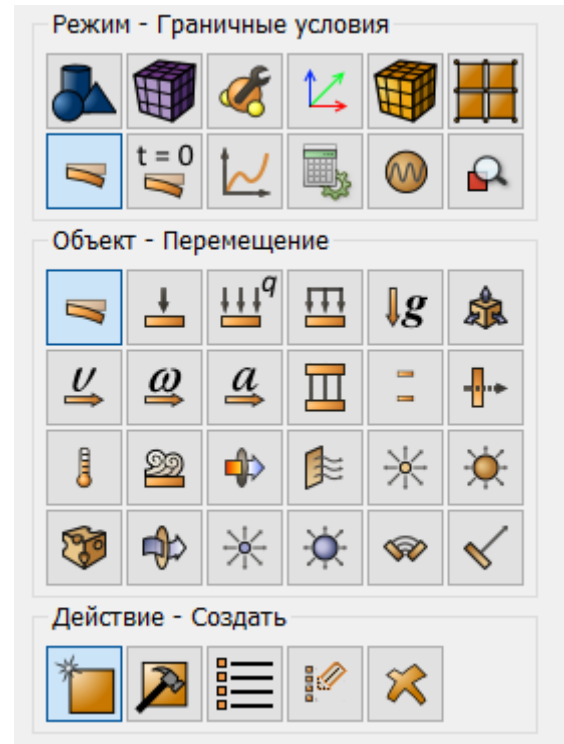 Режим - Граничные условия
t = 0
Объект - Перемещение
q
g
υ
ω
a
Действие - Создать